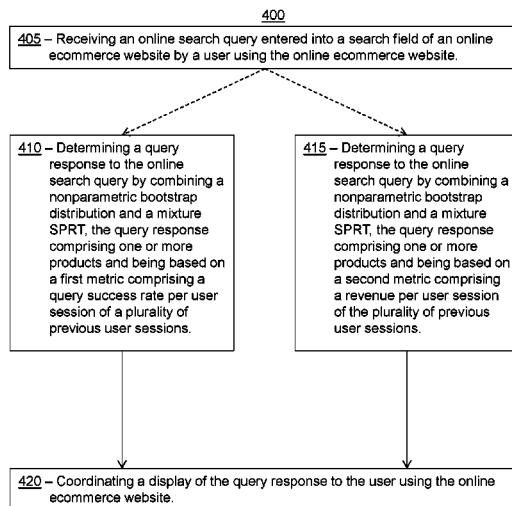 400
405 – Receiving an online search query entered into a search field of an online
ecommerce website by a user using the online ecommerce website.
410 – Determining a query
response to the online
search query by combining a
nonparametric bootstrap
distribution and a mixture
SPRT, the query response
comprising one or more
products and being based on
a first metric comprising a
query success rate per user
session of a plurality of
previous user sessions.
415 – Determining a query
response to the online
search query by combining a
nonparametric bootstrap
distribution and a mixture
SPRT, the query response
comprising one or more
products and being based on
a second metric comprising
a revenue per user session
of the plurality of previous
user sessions.
420 – Coordinating a display of the query response to the user using the online
ecommerce website.